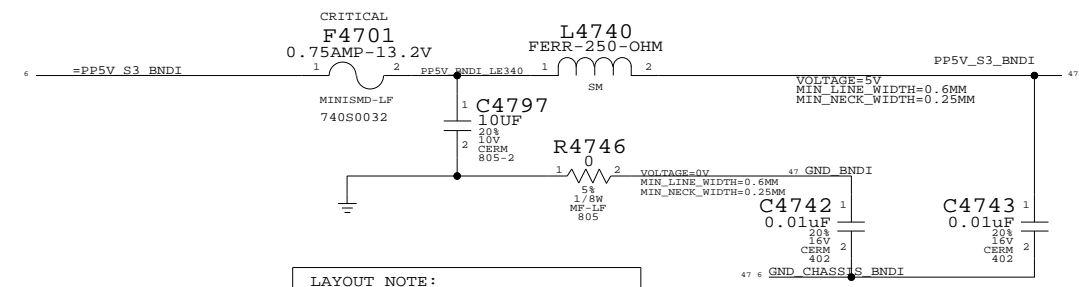 CRITICAL
F4701
0.75AMP-13.2V
L4740
FERR-250-OHM
6 =PP5V_S3_BNDI 1 2 PP5V_BNDI_LE340 1 2 PP5V_S3_BNDI 47
MINISMD-LF
740S0032
SM
VOLTAGE=5V
MIN_LINE_WIDTH=0.6MM
MIN_NECK_WIDTH=0.25MM
1 C4797
10UF
20%
10V
2 CERM
805-2
R4746
0
1 2
5%
1/8W
MF-LF
805
VOLTAGE=0V
MIN_LINE_WIDTH=0.6MM
MIN_NECK_WIDTH=0.25MM
47 GND_BNDI
C4742 1
0.01uF
20%
16V
CERM 2
402
C4743 1
0.01uF
20%
16V
CERM 2
402
47 6 GND_CHASSIS_BNDI
LAYOUT NOTE: